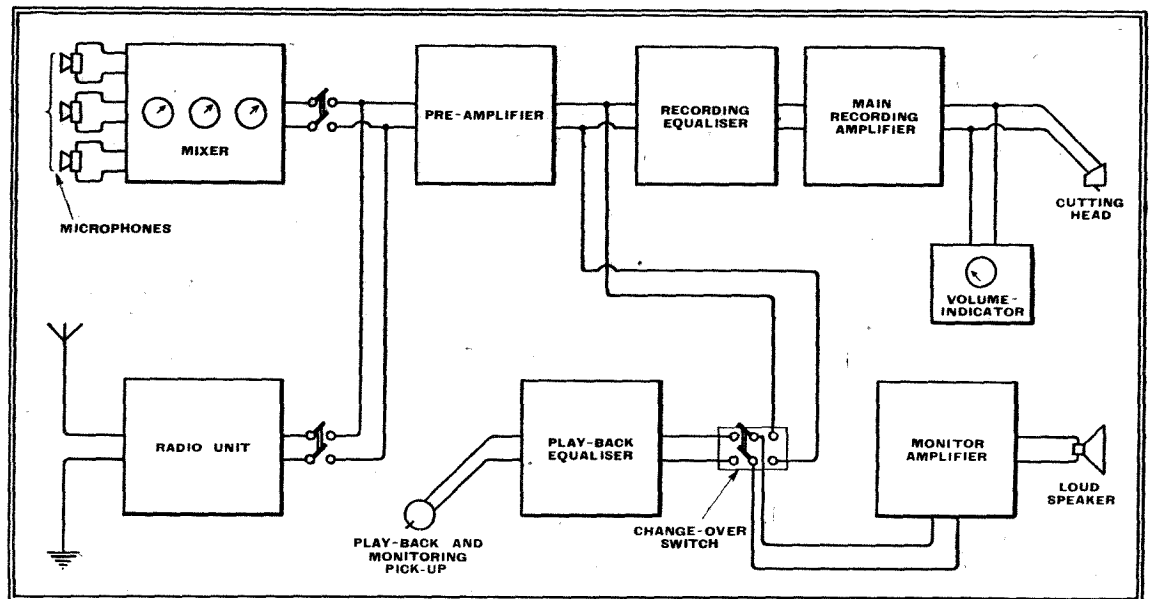 MIXER
PRE-AMPLIFIER
RECORDING
EQUALISER
MAIN
RECORDING
AMPLIFIER
CUTTING
HEAD
MICROPHONES
VOLUME-
INDICATOR
RADIO UNIT
PLAY-BACK
EQUALISER
MONITOR
AMPLIFIER
LOUD
SPEAKER
CHANGE-OVER
SWITCH
PLAY-BACK AND
MONITORING
PICK-UP